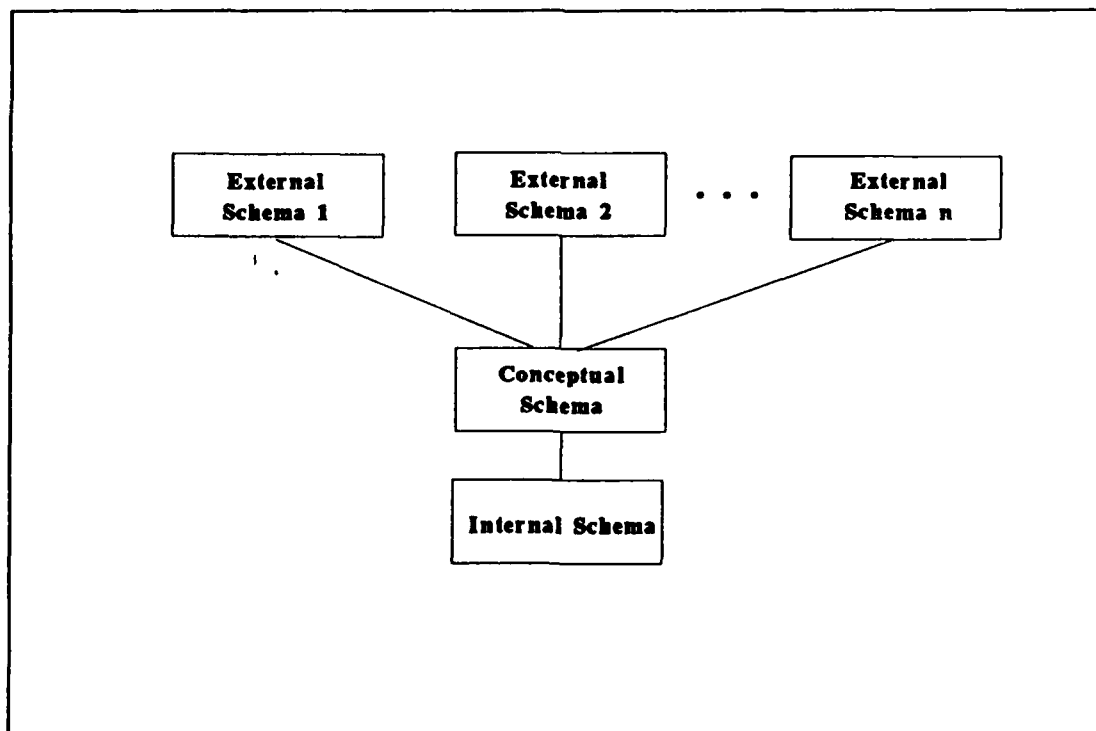 External
Schema 1
External
Schema 2
. . .
External
Schema n
Conceptual
Schema
Internal Schema